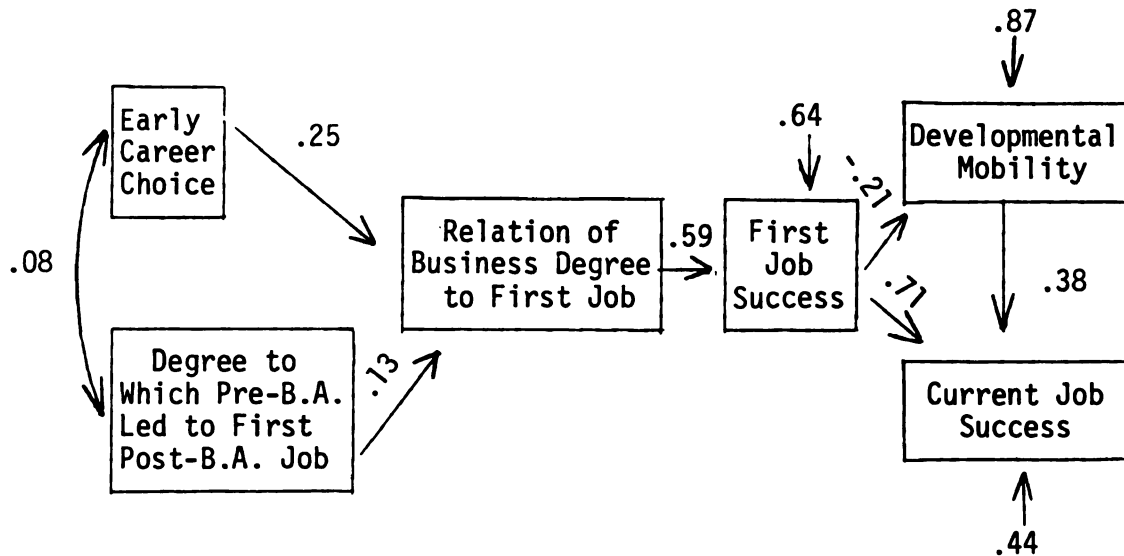 .87
Early
Career
Choice
.25
.64
Developmental
Mobility
-.21
Relation of
Business Degree
to First Job
.59
First
Job
Success
.08
.71
.38
Degree to
Which Pre-B.A.
Led to First
Post-B.A. Job
.13
Current Job
Success
.44